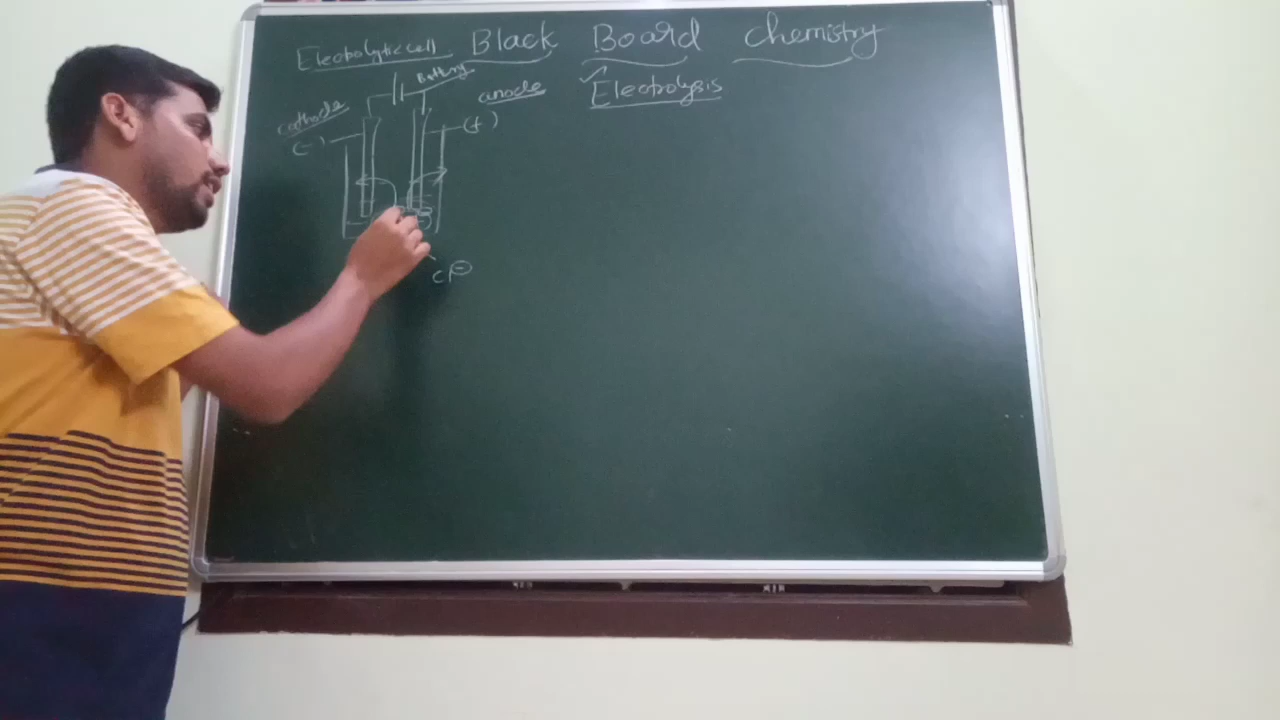 Black Board Chemistry
Electrolytic cell
Electrolysis
Battery
cathode
anode
(-)
(+)
Cl⊖